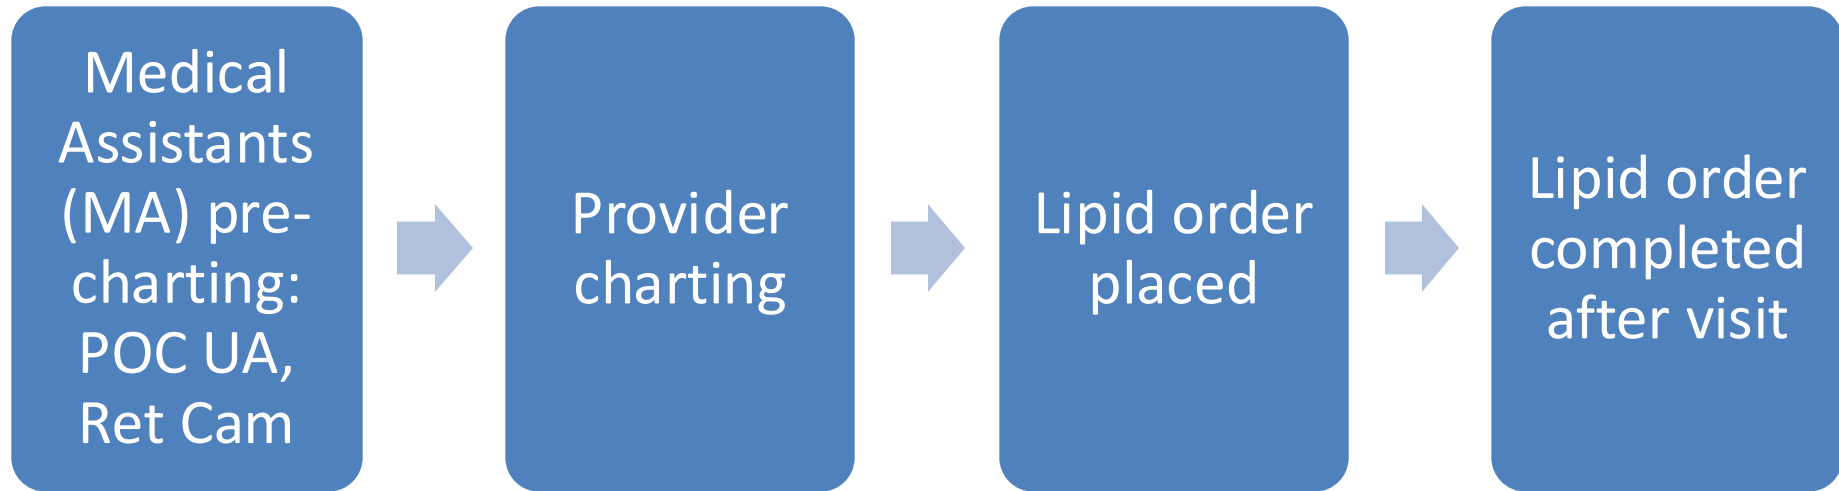 Medical
Assistants
(MA) pre-
charting:
POC UA,
Ret Cam
Provider
charting
Lipid order
placed
Lipid order
completed
after visit